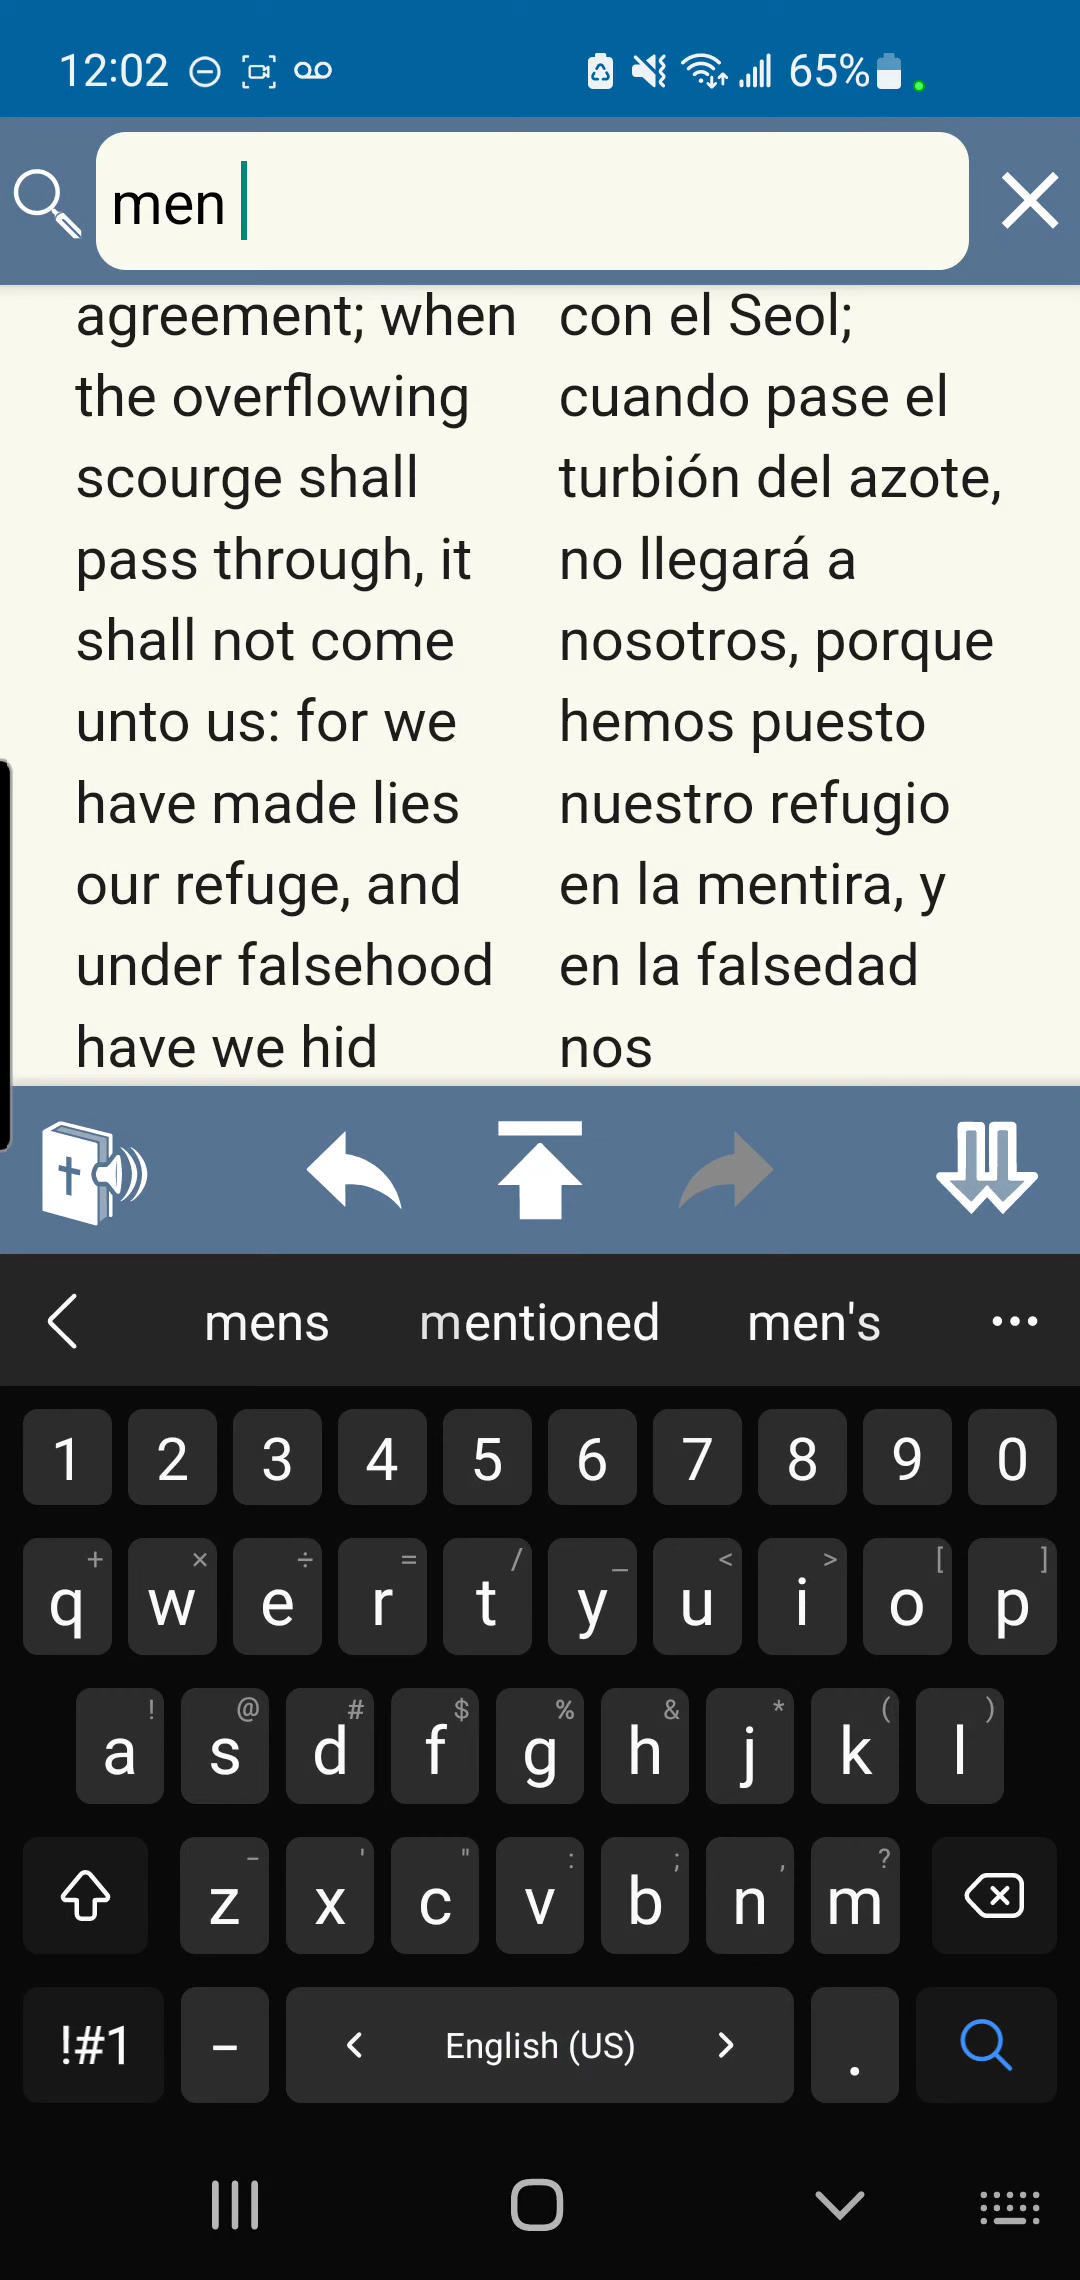 12:02 65%
men
agreement; when
the overflowing
scourge shall
pass through, it
shall not come
unto us: for we
have made lies
our refuge, and
under falsehood
have we hid
con el Seol;
cuando pase el
turbión del azote,
no llegará a
nosotros, porque
hemos puesto
nuestro refugio
en la mentira, y
en la falsedad
nos
mens mentioned men's ...
1 2 3 4 5 6 7 8 9 0
+ × ÷ = / _ < > [ ]
q w e r t y u i o p
! @ # $ % & * ( )
a s d f g h j k l
- ' " : ; , ?
z x c v b n m
!#1 - < English (US) > .